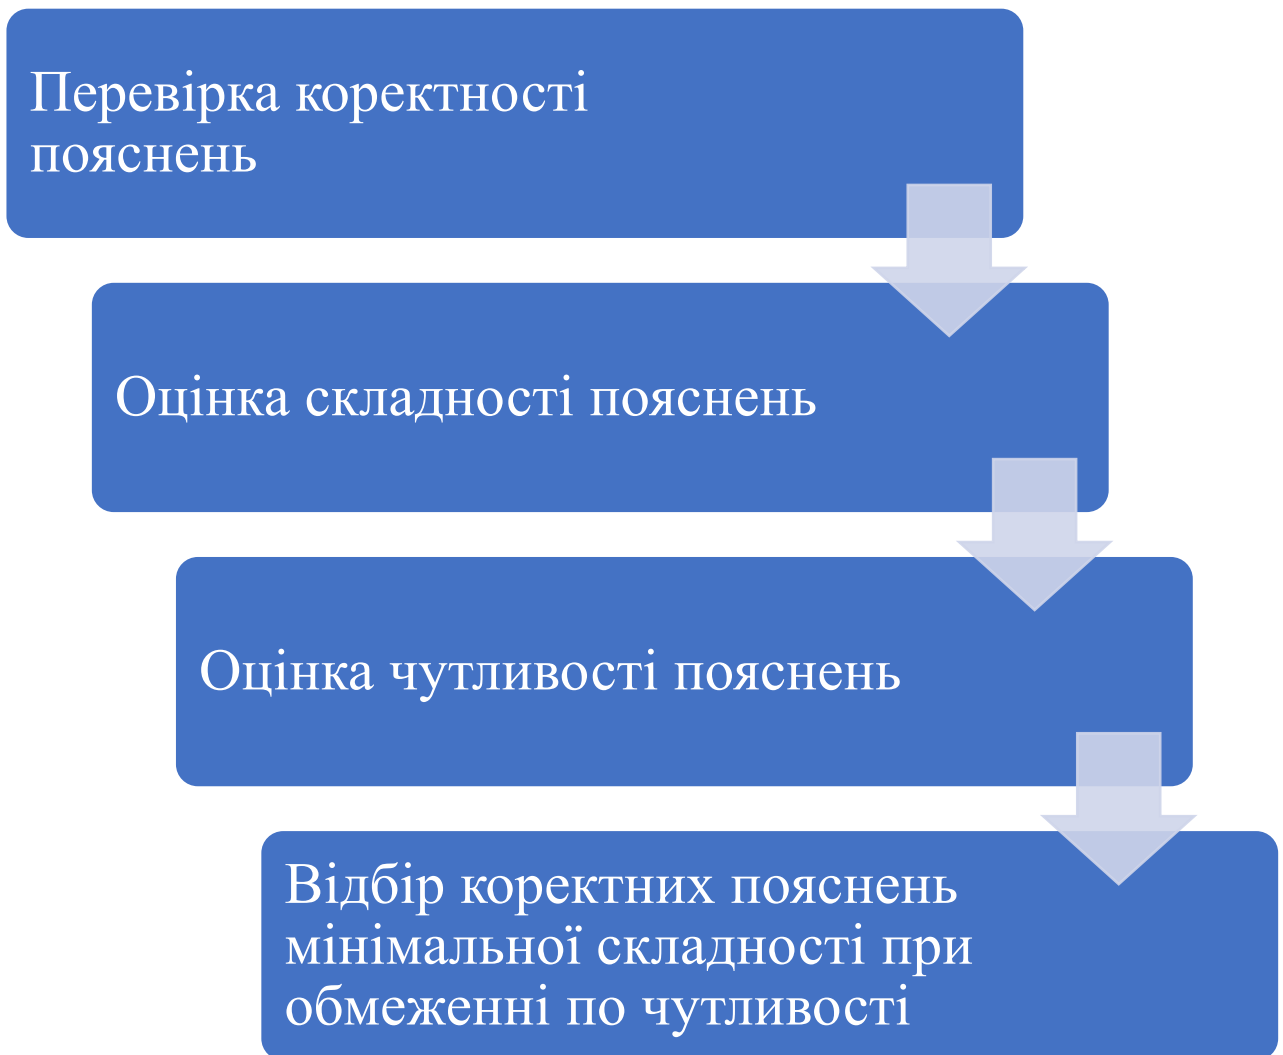 Перевірка коректності
пояснень
Оцінка складності пояснень
Оцінка чутливості пояснень
Відбір коректних пояснень
мінімальної складності при
обмеженні по чутливості